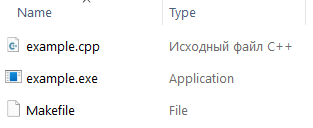 Name Type
example.cpp Исходный файл C++
example.exe Application
Makefile File